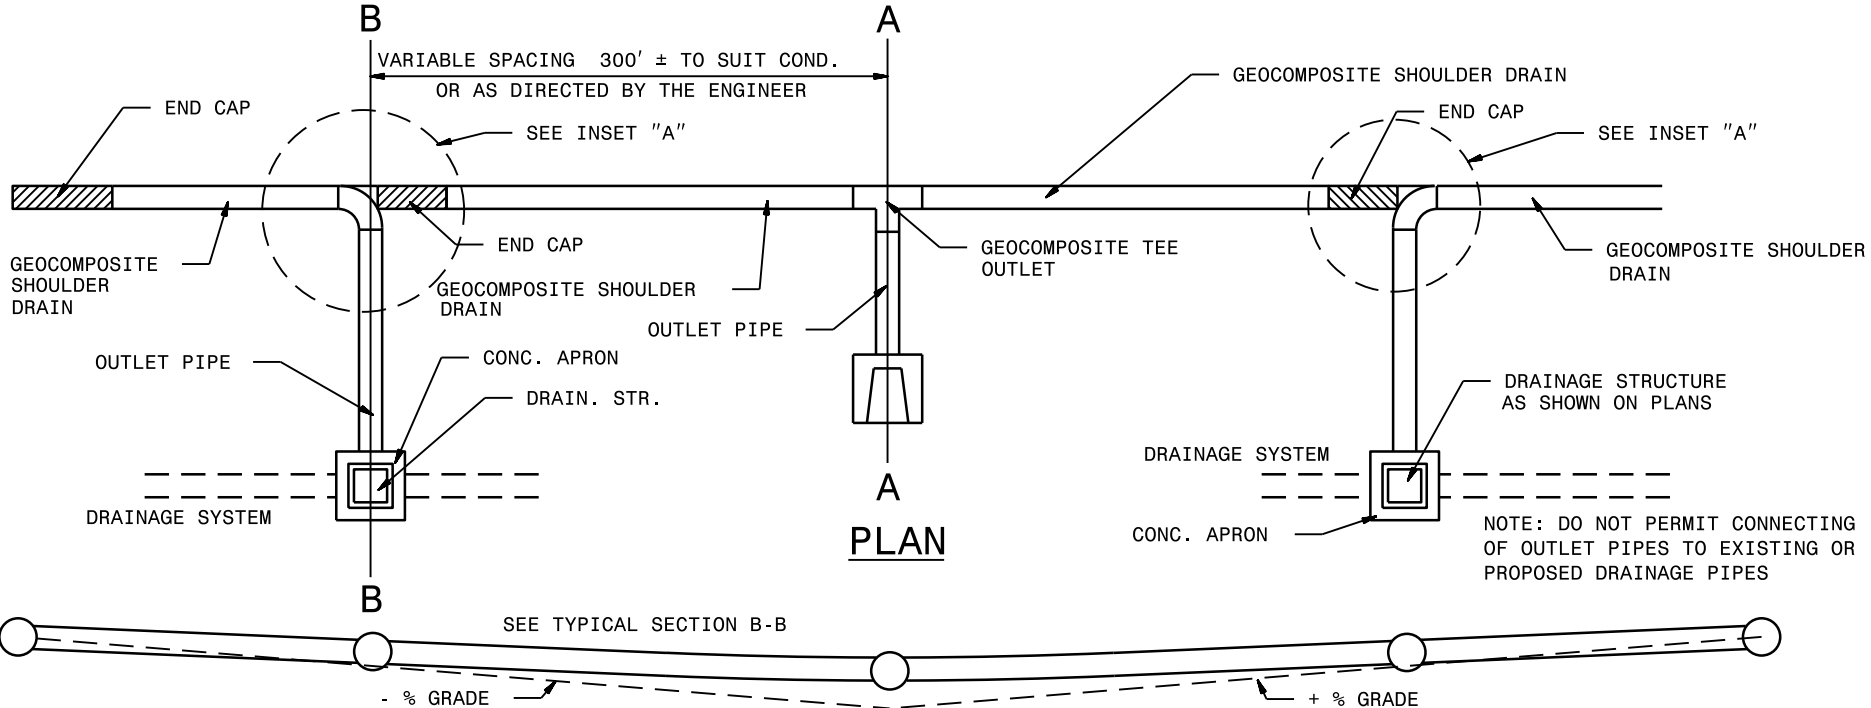 B
A
VARIABLE SPACING 300' ± TO SUIT COND.
OR AS DIRECTED BY THE ENGINEER
GEOCOMPOSITE SHOULDER DRAIN
END CAP
END CAP
SEE INSET "A"
SEE INSET "A"
END CAP
GEOCOMPOSITE TEE
OUTLET
GEOCOMPOSITE SHOULDER
DRAIN
GEOCOMPOSITE
SHOULDER
DRAIN
GEOCOMPOSITE SHOULDER
DRAIN
OUTLET PIPE
OUTLET PIPE
CONC. APRON
DRAIN. STR.
DRAINAGE STRUCTURE
AS SHOWN ON PLANS
DRAINAGE SYSTEM
DRAINAGE SYSTEM
A
PLAN
CONC. APRON
NOTE: DO NOT PERMIT CONNECTING
OF OUTLET PIPES TO EXISTING OR
PROPOSED DRAINAGE PIPES
B
SEE TYPICAL SECTION B-B
- % GRADE
+ % GRADE